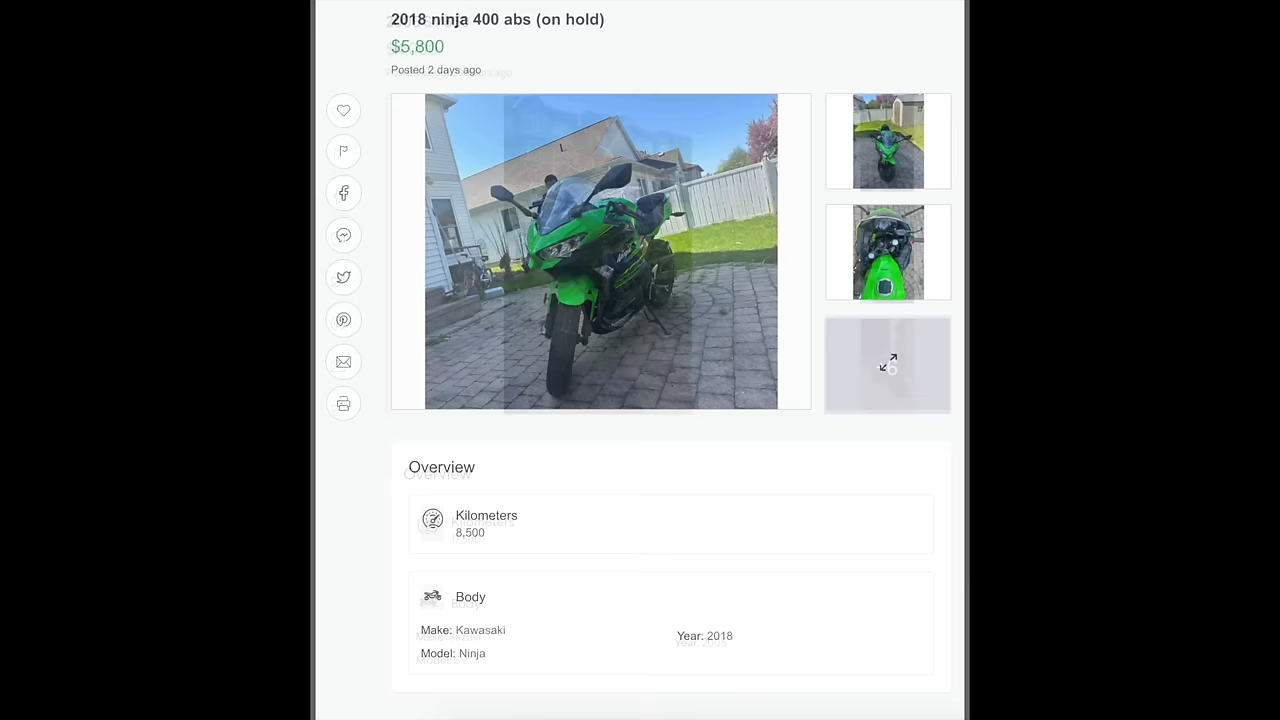 2018 ninja 400 abs (on hold)
$5,800
Posted 2 days ago
Overview
Kilometers
8,500
Body
Make: Kawasaki
Year: 2018
Model: Ninja